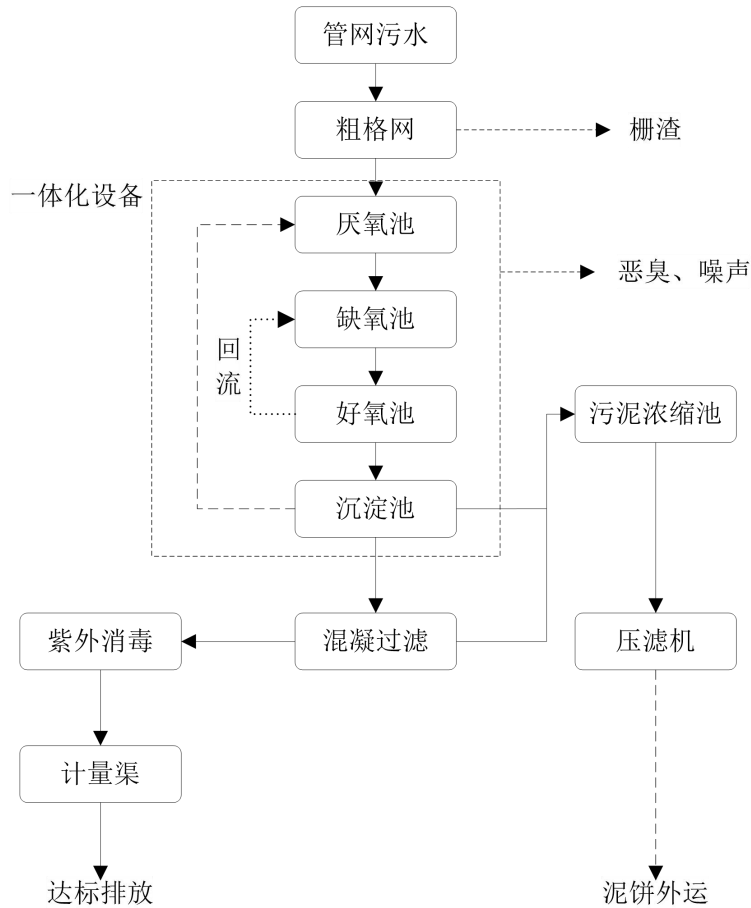 管网污水
粗格网
栅渣
一体化设备
厌氧池
恶臭、噪声
缺氧池
回
流
好氧池
污泥浓缩池
沉淀池
紫外消毒
混凝过滤
压滤机
计量渠
达标排放
泥饼外运